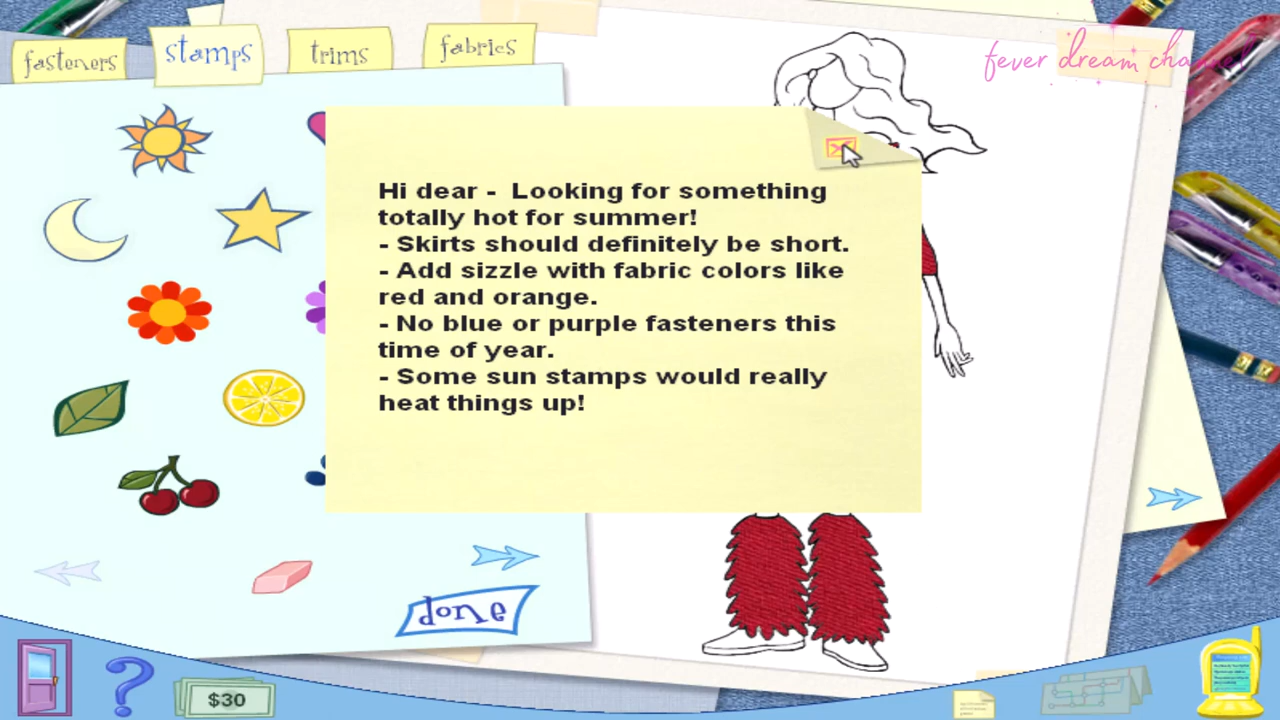 fasteners
stamps
trims
fabrics
fever dream channel
Hi dear -  Looking for something
totally hot for summer!
- Skirts should definitely be short.
- Add sizzle with fabric colors like
red and orange.
- No blue or purple fasteners this
time of year.
- Some sun stamps would really
heat things up!
done
$30